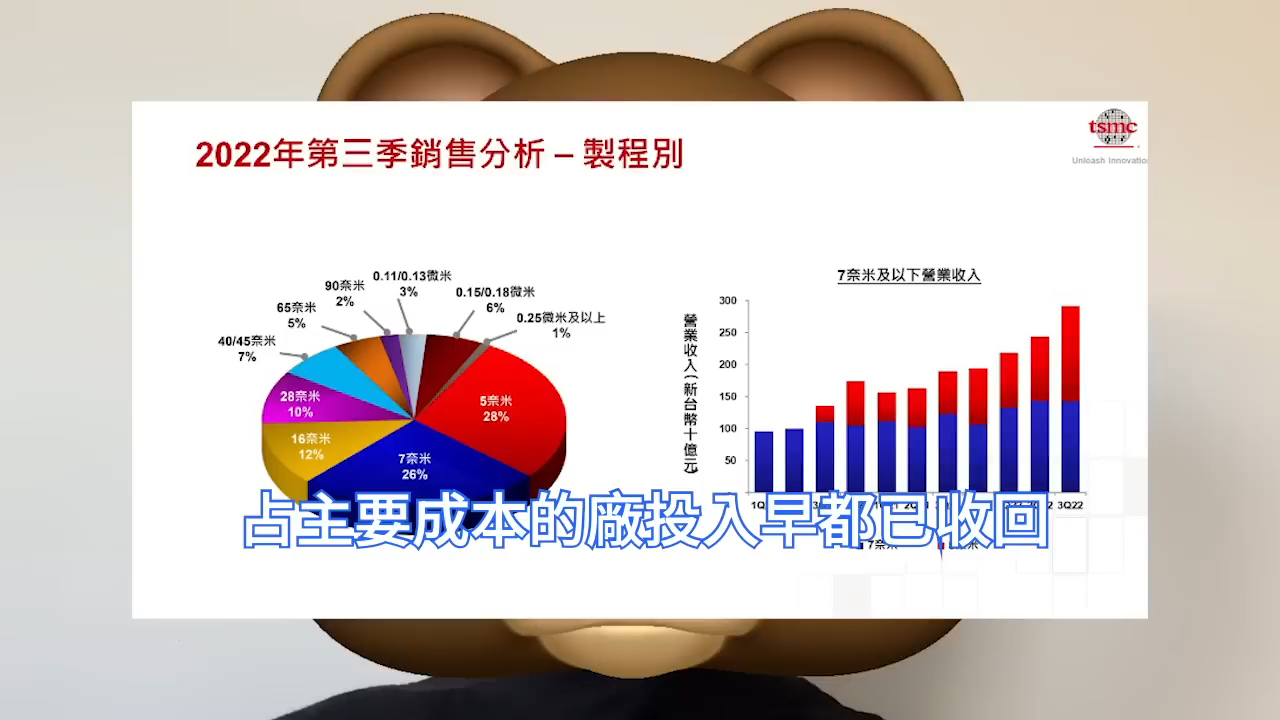 tsmc
Unleash Innovatio
2022年第三季銷售分析 – 製程別
0.11/0.13微米
3%
90奈米
2%
0.15/0.18微米
6%
65奈米
5%
0.25微米及以上
1%
40/45奈米
7%
28奈米
10%
5奈米
28%
16奈米
12%
7奈米
26%
7奈米及以下營業收入
營業收入(新台幣十億元)
300
250
200
150
100
50
3Q22
7奈米
占主要成本的廠投入早都已收回